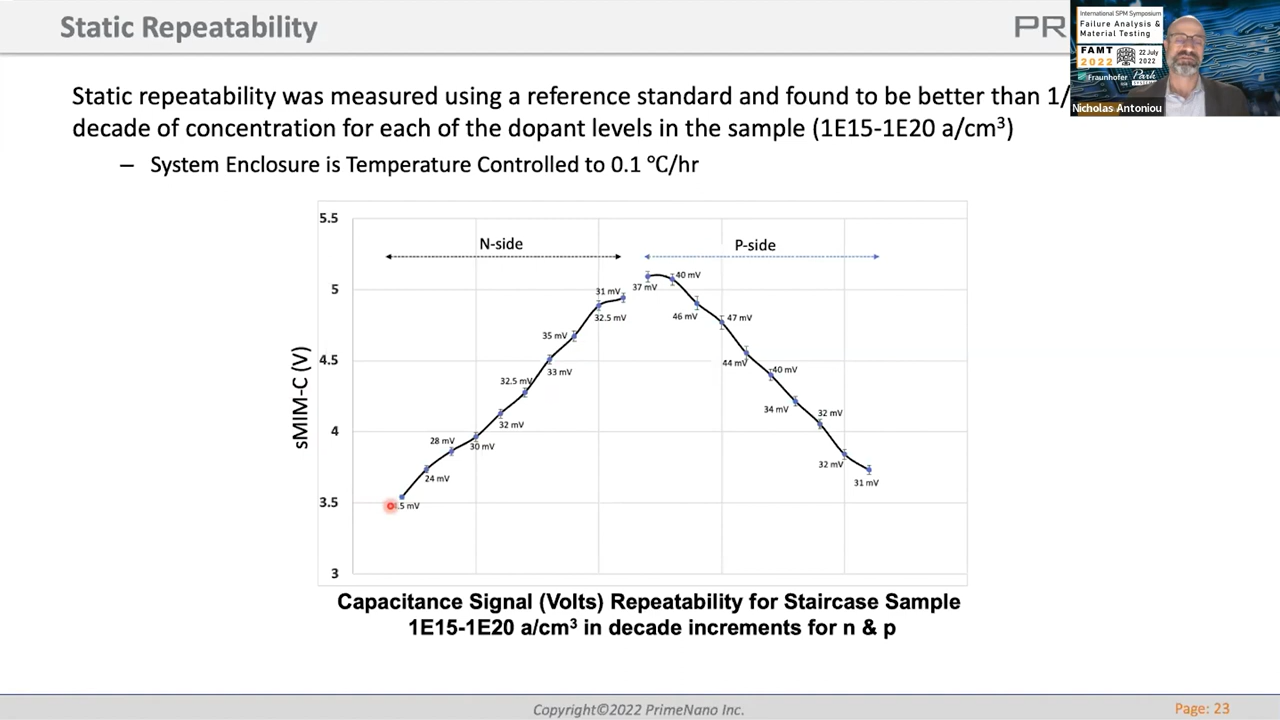 Static Repeatability
PR
International SPM Symposium
Failure Analysis &
Material Testing
FAMT
2022
22 July
2022
Fraunhofer
Park
Nicholas Antoniou
Static repeatability was measured using a reference standard and found to be better than 1/
decade of concentration for each of the dopant levels in the sample (1E15-1E20 a/cm³)
– System Enclosure is Temperature Controlled to 0.1 °C/hr
5.5
5
4.5
4
3.5
3
sMIM-C (V)
N-side
P-side
.5 mV
24 mV
28 mV
30 mV
32 mV
32.5 mV
33 mV
35 mV
32.5 mV
31 mV
37 mV
40 mV
46 mV
47 mV
44 mV
40 mV
34 mV
32 mV
32 mV
31 mV
Capacitance Signal (Volts) Repeatability for Staircase Sample
1E15-1E20 a/cm³ in decade increments for n & p
Copyright©2022 PrimeNano Inc.
Page: 23